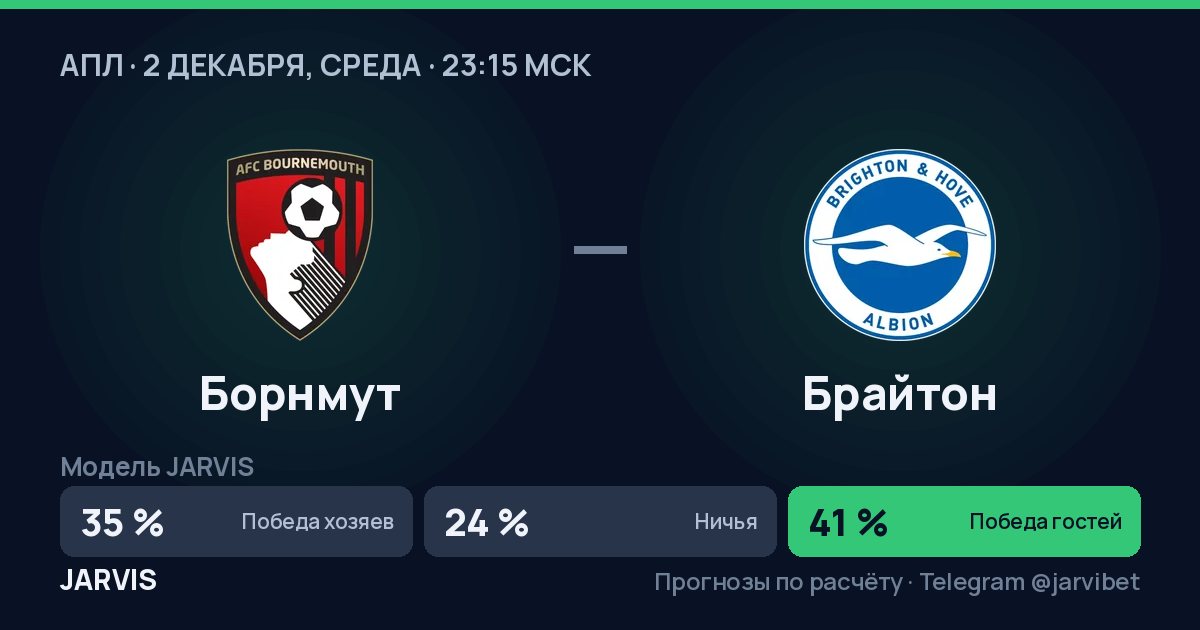 АПЛ · 2 ДЕКАБРЯ, СРЕДА · 23:15 МСК
AFC BOURNEMOUTH
BRIGHTON & HOVE
ALBION
Борнмут
Брайтон
Модель JARVIS
35 % Победа хозяев
24 % Ничья
41 % Победа гостей
JARVIS
Прогнозы по расчёту · Telegram @jarvibet